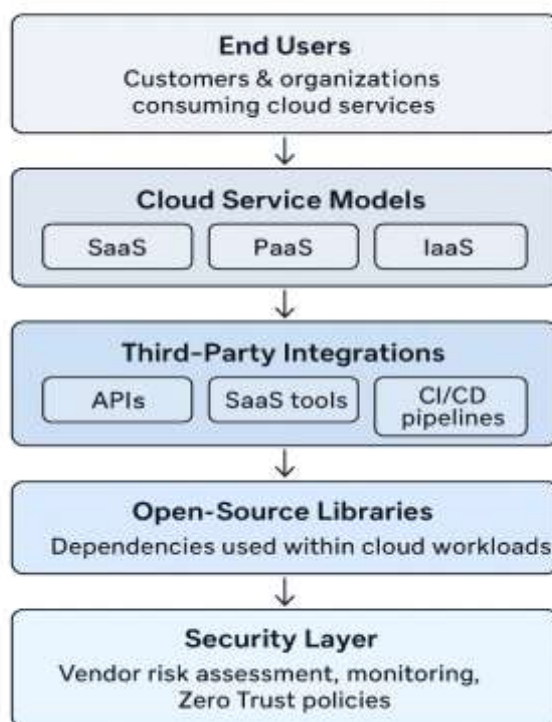 End Users
Customers & organizations
consuming cloud services
Cloud Service Models
SaaS
PaaS
IaaS
Third-Party Integrations
APIs
SaaS tools
CI/CD
pipelines
Open-Source Libraries
Dependencies used within cloud workloads
Security Layer
Vendor risk assessment, monitoring,
Zero Trust policies